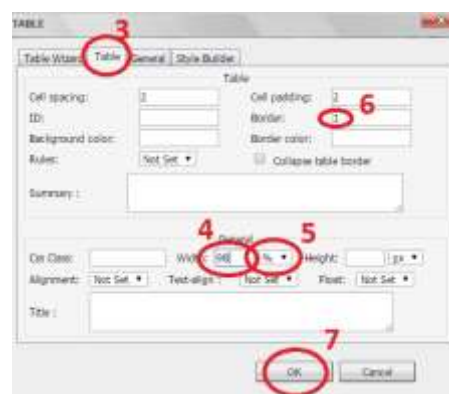 TABLE
3
Table Wizard Table General Style Builder
Table
Cell spacing: 2 Cell padding: 2
ID: Border: 1 6
Background color: Border color:
Rules: Not Set Collapse table border
Summary :
4 5
General
Css Class: Width: 98 % Height: px
Alignment: Not Set Text-align : Not Set Float: Not Set
Title :
7
OK Cancel